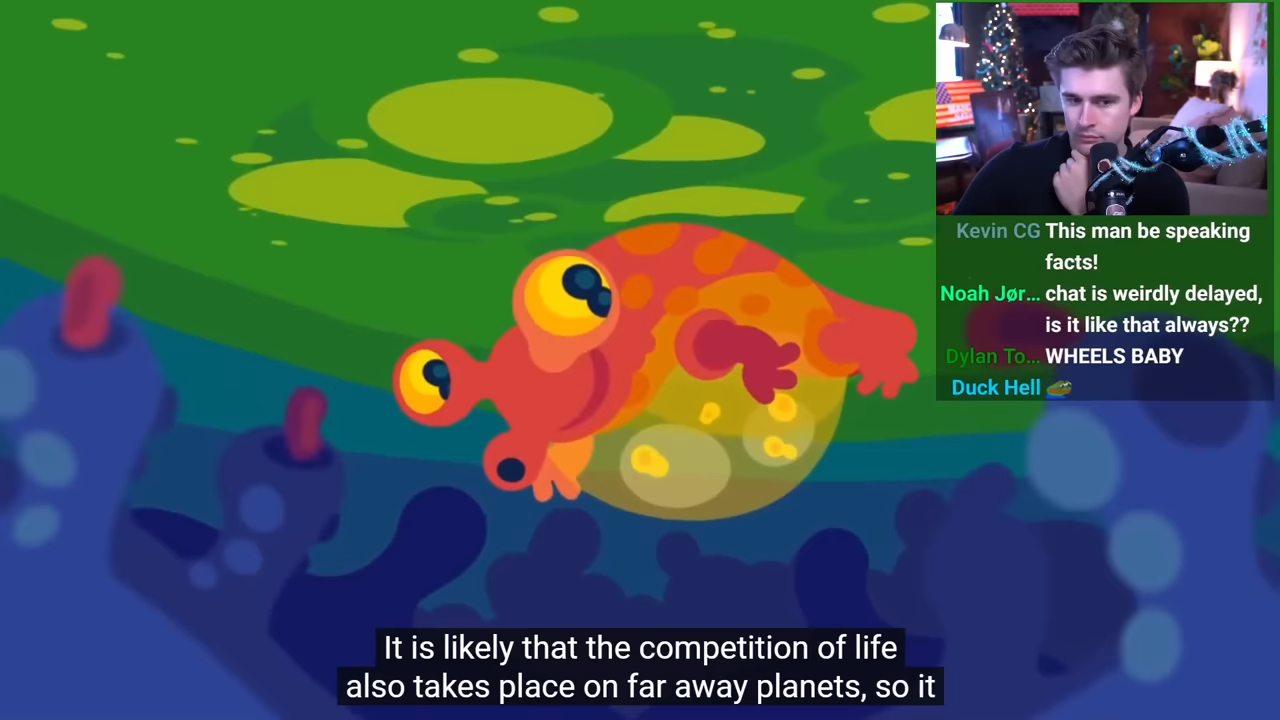 Kevin CG This man be speaking
facts!
Noah Jør... chat is weirdly delayed,
is it like that always??
Dylan To... WHEELS BABY
Duck Hell
It is likely that the competition of life
also takes place on far away planets, so it